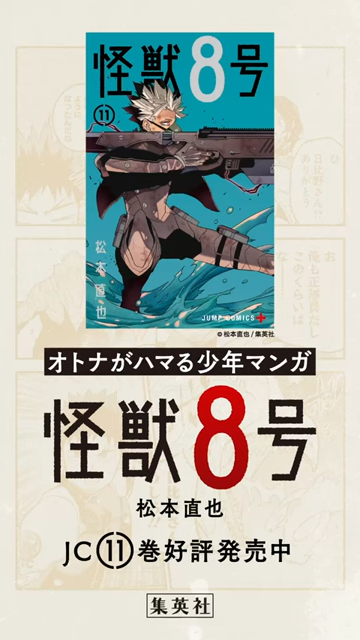 怪獣8号
11
松本直也
JUMP COMICS+
©松本直也/集英社
オトナがハマる少年マンガ
怪獣8号
松本直也
JC⑪巻好評発売中
集英社